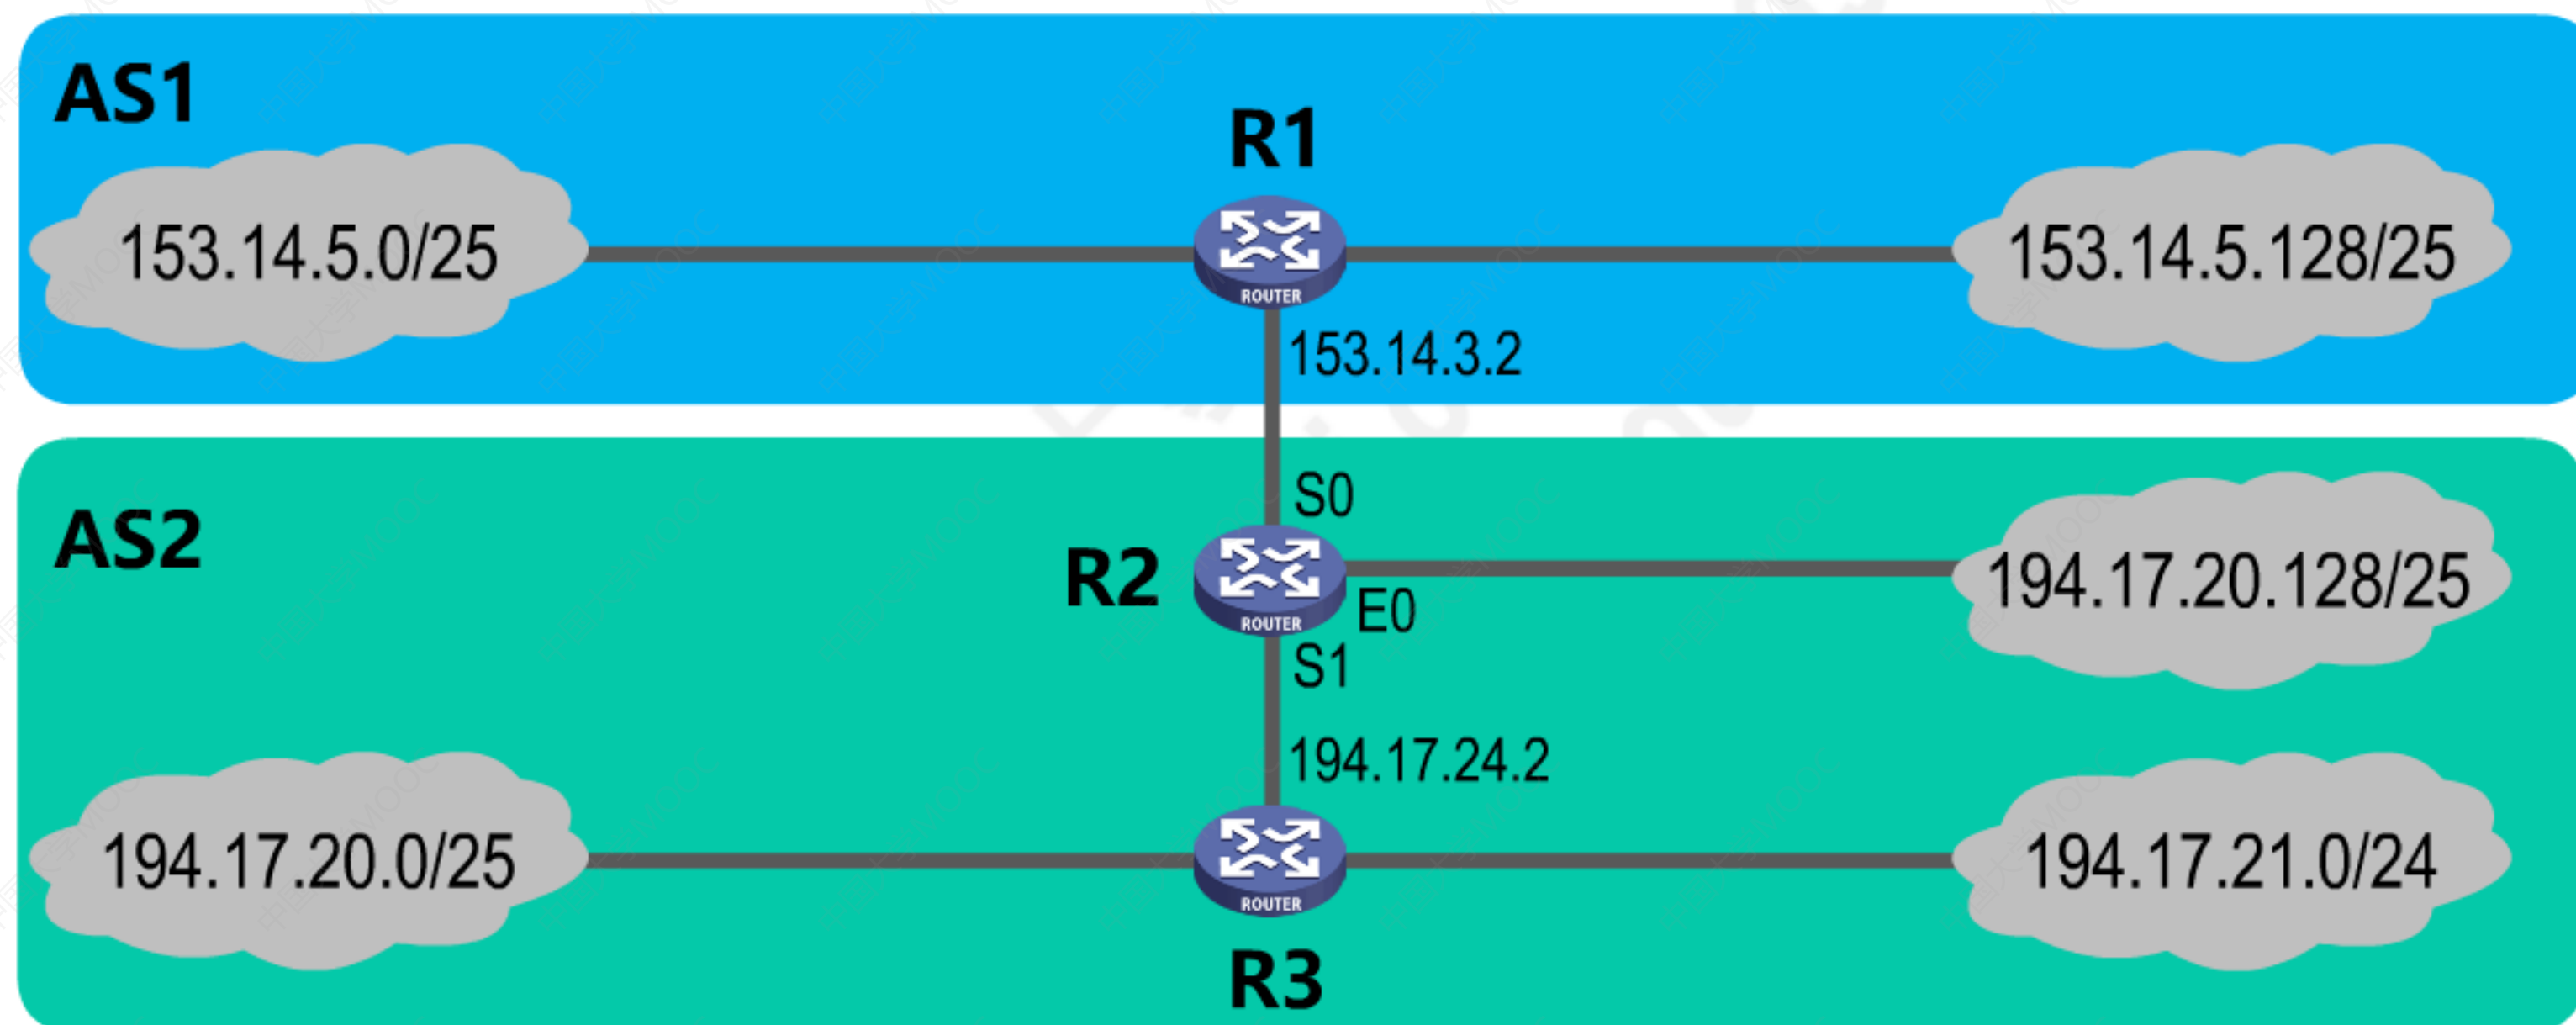 AS1
R1
153.14.5.0/25
153.14.5.128/25
ROUTER
153.14.3.2
AS2
S0
R2
194.17.20.128/25
E0
ROUTER
S1
194.17.24.2
194.17.20.0/25
194.17.21.0/24
ROUTER
R3